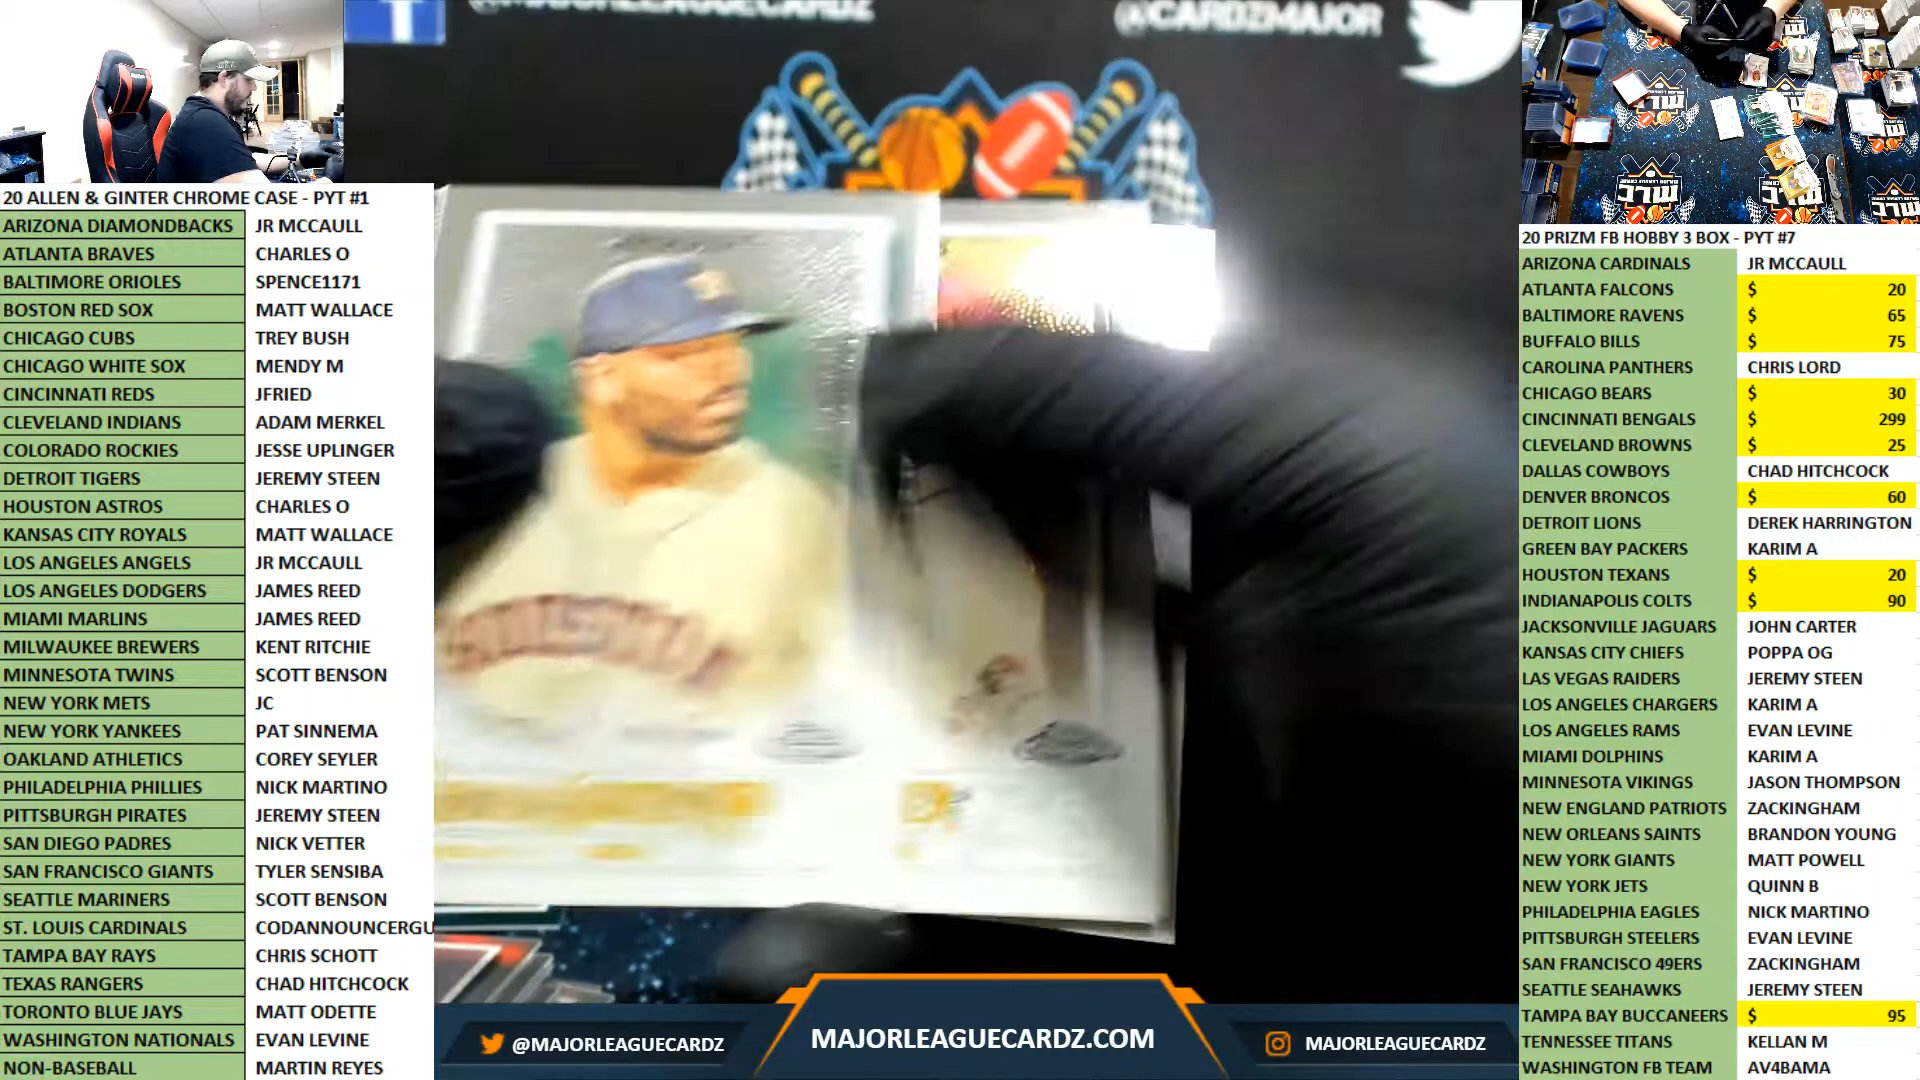 @MAJORLEAGUECARDZ
@CARDZMAJOR
20 ALLEN & GINTER CHROME CASE - PYT #1
ARIZONA DIAMONDBACKS JR MCCAULL
ATLANTA BRAVES CHARLES O
BALTIMORE ORIOLES SPENCE1171
BOSTON RED SOX MATT WALLACE
CHICAGO CUBS TREY BUSH
CHICAGO WHITE SOX MENDY M
CINCINNATI REDS JFRIED
CLEVELAND INDIANS ADAM MERKEL
COLORADO ROCKIES JESSE UPLINGER
DETROIT TIGERS JEREMY STEEN
HOUSTON ASTROS CHARLES O
KANSAS CITY ROYALS MATT WALLACE
LOS ANGELES ANGELS JR MCCAULL
LOS ANGELES DODGERS JAMES REED
MIAMI MARLINS JAMES REED
MILWAUKEE BREWERS KENT RITCHIE
MINNESOTA TWINS SCOTT BENSON
NEW YORK METS JC
NEW YORK YANKEES PAT SINNEMA
OAKLAND ATHLETICS COREY SEYLER
PHILADELPHIA PHILLIES NICK MARTINO
PITTSBURGH PIRATES JEREMY STEEN
SAN DIEGO PADRES NICK VETTER
SAN FRANCISCO GIANTS TYLER SENSIBA
SEATTLE MARINERS SCOTT BENSON
ST. LOUIS CARDINALS CODANNOUNCERGU
TAMPA BAY RAYS CHRIS SCHOTT
TEXAS RANGERS CHAD HITCHCOCK
TORONTO BLUE JAYS MATT ODETTE
WASHINGTON NATIONALS EVAN LEVINE
NON-BASEBALL MARTIN REYES
@MAJORLEAGUECARDZ
MAJORLEAGUECARDZ.COM
MAJORLEAGUECARDZ
20 PRIZM FB HOBBY 3 BOX - PYT #7
ARIZONA CARDINALS JR MCCAULL
ATLANTA FALCONS $ 20
BALTIMORE RAVENS $ 65
BUFFALO BILLS $ 75
CAROLINA PANTHERS CHRIS LORD
CHICAGO BEARS $ 30
CINCINNATI BENGALS $ 299
CLEVELAND BROWNS $ 25
DALLAS COWBOYS CHAD HITCHCOCK
DENVER BRONCOS $ 60
DETROIT LIONS DEREK HARRINGTON
GREEN BAY PACKERS KARIM A
HOUSTON TEXANS $ 20
INDIANAPOLIS COLTS $ 90
JACKSONVILLE JAGUARS JOHN CARTER
KANSAS CITY CHIEFS POPPA OG
LAS VEGAS RAIDERS JEREMY STEEN
LOS ANGELES CHARGERS KARIM A
LOS ANGELES RAMS EVAN LEVINE
MIAMI DOLPHINS KARIM A
MINNESOTA VIKINGS JASON THOMPSON
NEW ENGLAND PATRIOTS ZACKINGHAM
NEW ORLEANS SAINTS BRANDON YOUNG
NEW YORK GIANTS MATT POWELL
NEW YORK JETS QUINN B
PHILADELPHIA EAGLES NICK MARTINO
PITTSBURGH STEELERS EVAN LEVINE
SAN FRANCISCO 49ERS ZACKINGHAM
SEATTLE SEAHAWKS JEREMY STEEN
TAMPA BAY BUCCANEERS $ 95
TENNESSEE TITANS KELLAN M
WASHINGTON FB TEAM AV4BAMA